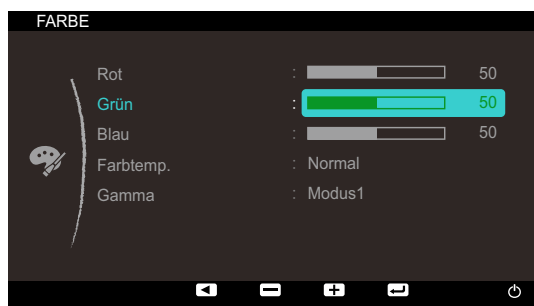 FARBE
Rot : 50
Grün : 50
Blau : 50
Farbtemp. : Normal
Gamma : Modus1